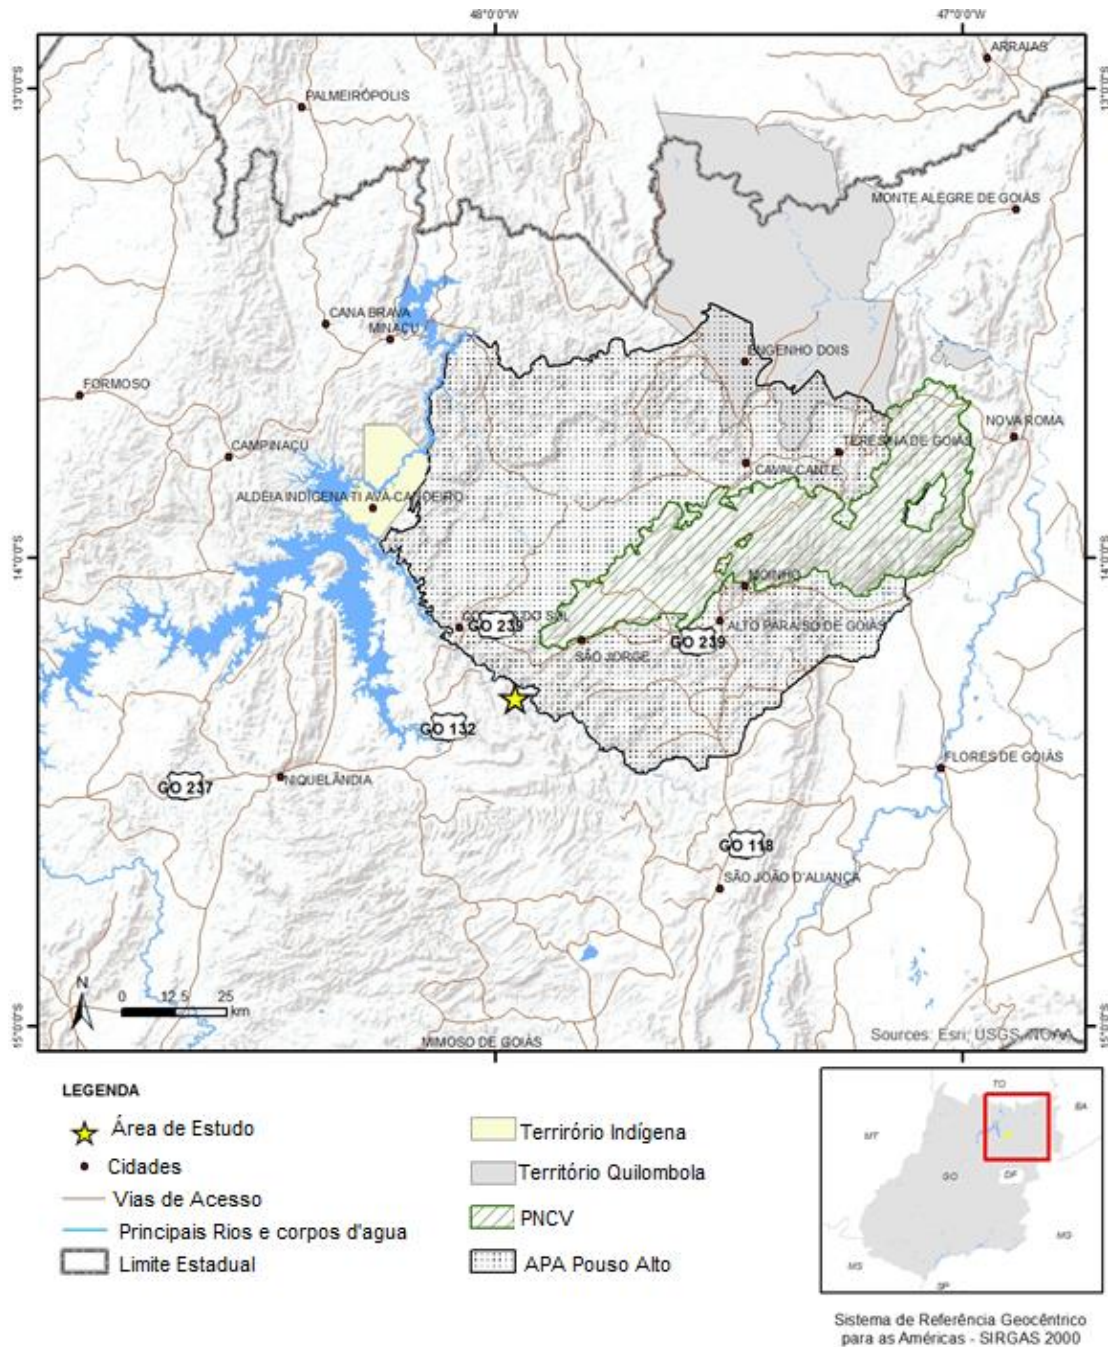 48°0'0"W
47°0'0"W
ARRAIAS
13°0'0"S
13°0'0"S
PALMEIRÓPOLIS
MONTE ALEGRE DE GOIÁS
CANA BRAVA
MINAÇU
ENGENHO DOIS
FORMOSO
NOVA ROMA
CAMPINAÇU
TERESINA DE GOIÁS
CAVALCANTE
ALDEIA INDÍGENA TI AVÁ-CANOEIRO
14°0'0"S
14°0'0"S
MOINHO
DO SOL
GO 239
ALTO PARAÍSO DE GOIÁS
GO 239
SÃO JORGE
GO 132
FLORES DE GOIÁS
NIQUELÂNDIA
GO 237
GO 118
SÃO JOÃO D'ALIANÇA
N
0 12.5 25
km
15°0'0"S
15°0'0"S
Sources: Esri, USGS, NOAA
MIMOSO DE GOIÁS
LEGENDA
Área de Estudo
Cidades
Vias de Acesso
Principais Rios e corpos d'agua
Limite Estadual
Terrirório Indígena
Território Quilombola
PNCV
APA Pouso Alto
TO
BA
MT
GO
DF
MG
MS
SP
Sistema de Referência Geocêntrico
para as Américas - SIRGAS 2000